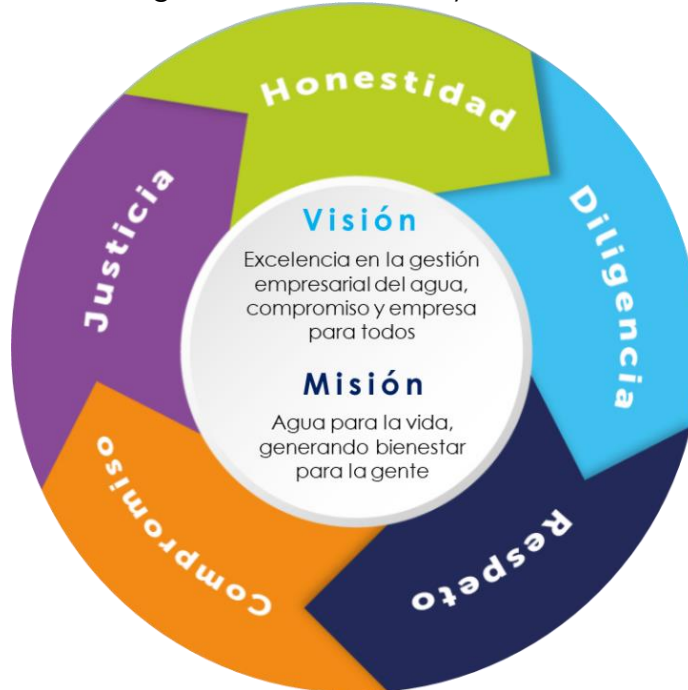 Honestidad
Diligencia
Respeto
Compromiso
Justicia
Visión
Excelencia en la gestión
empresarial del agua,
compromiso y empresa
para todos
Misión
Agua para la vida,
generando bienestar
para la gente